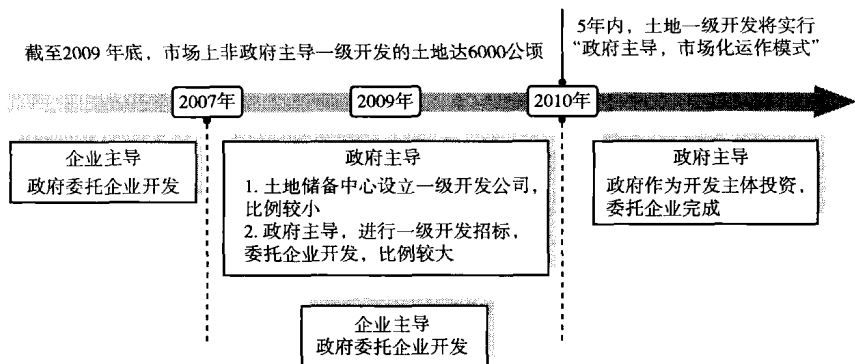 截至2009年底，市场上非政府主导一级开发的土地达6000公顷
5年内，土地一级开发将实行
“政府主导，市场化运作模式”
2007年
2009年
2010年
企业主导
政府委托企业开发
政府主导
1. 土地储备中心设立一级开发公司，
比例较小
2. 政府主导，进行一级开发招标，
委托企业开发，比例较大
政府主导
政府作为开发主体投资，
委托企业完成
企业主导
政府委托企业开发